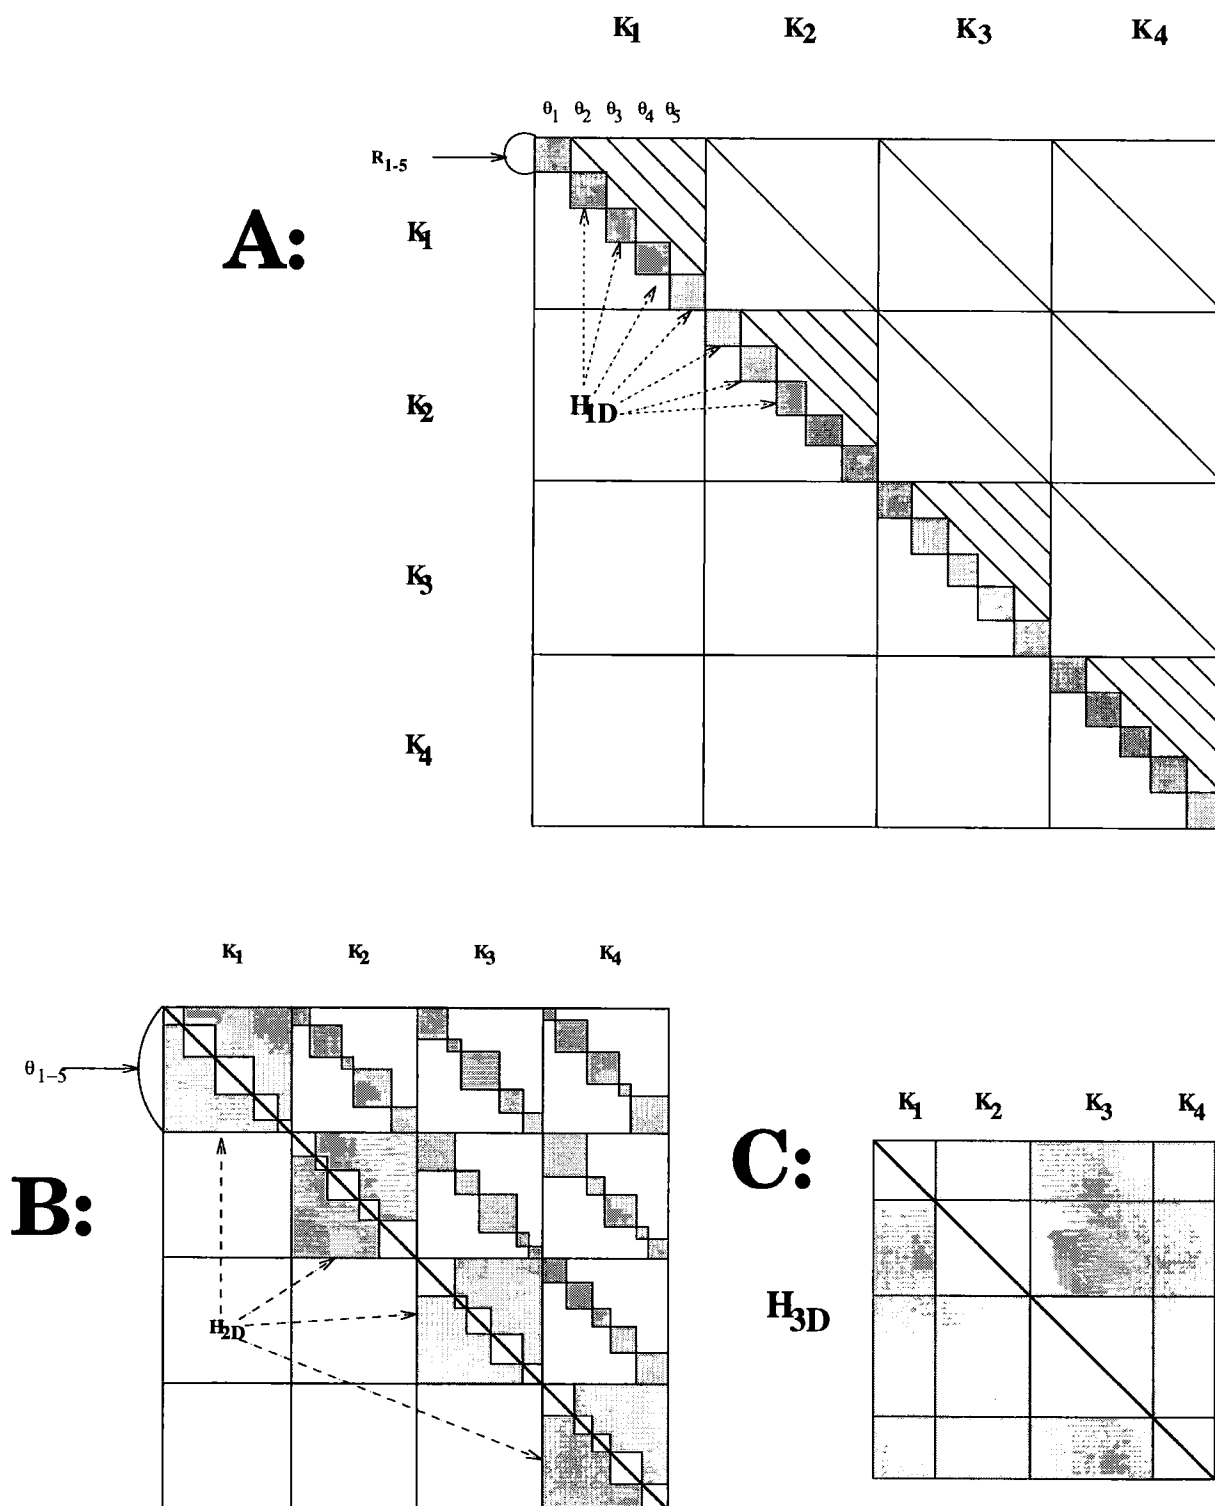 K1 K2 K3 K4
θ1 θ2 θ3 θ4 θ5
R1-5
A:
K1
H1D
K2
K3
K4
K1 K2 K3 K4
θ1-5
B:
H2D
C:
K1 K2 K3 K4
H3D